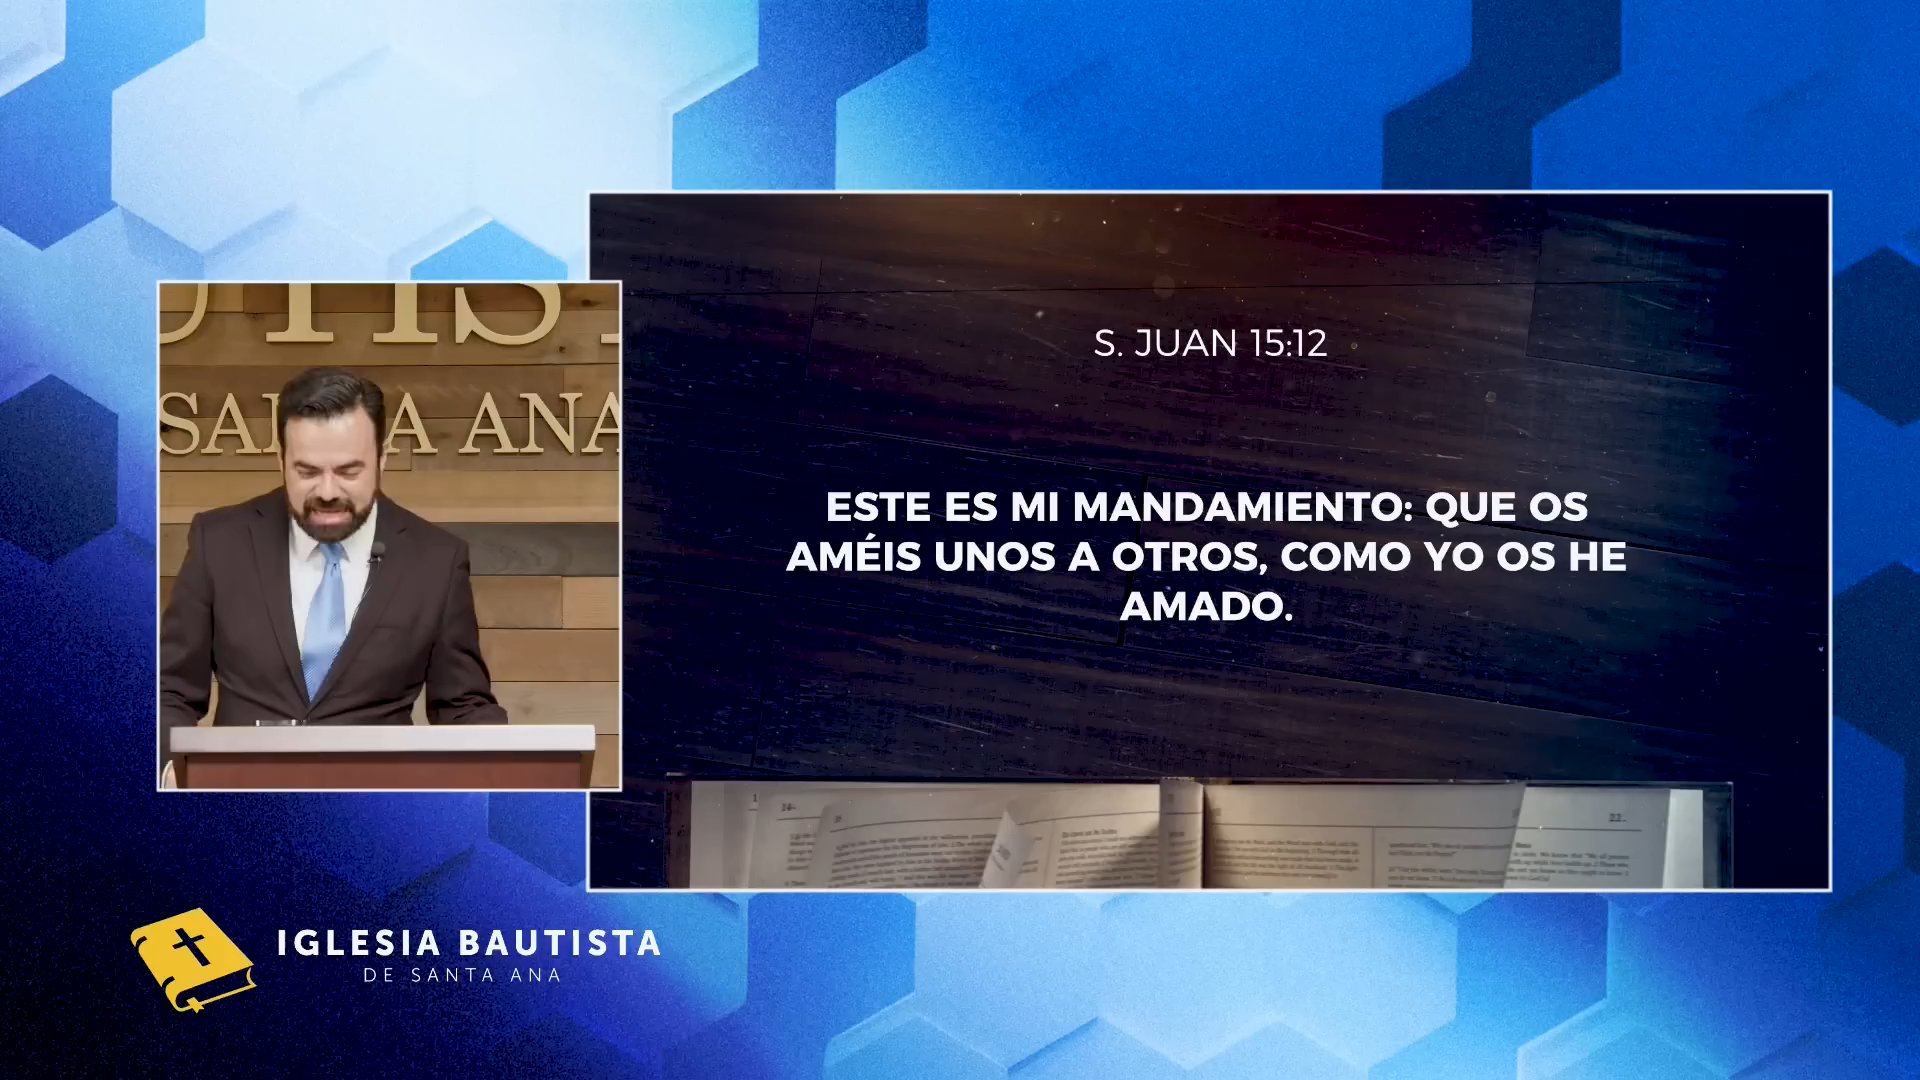 S. JUAN 15:12
ESTE ES MI MANDAMIENTO: QUE OS
AMÉIS UNOS A OTROS, COMO YO OS HE
AMADO.
SANTA ANA
IGLESIA BAUTISTA
DE SANTA ANA